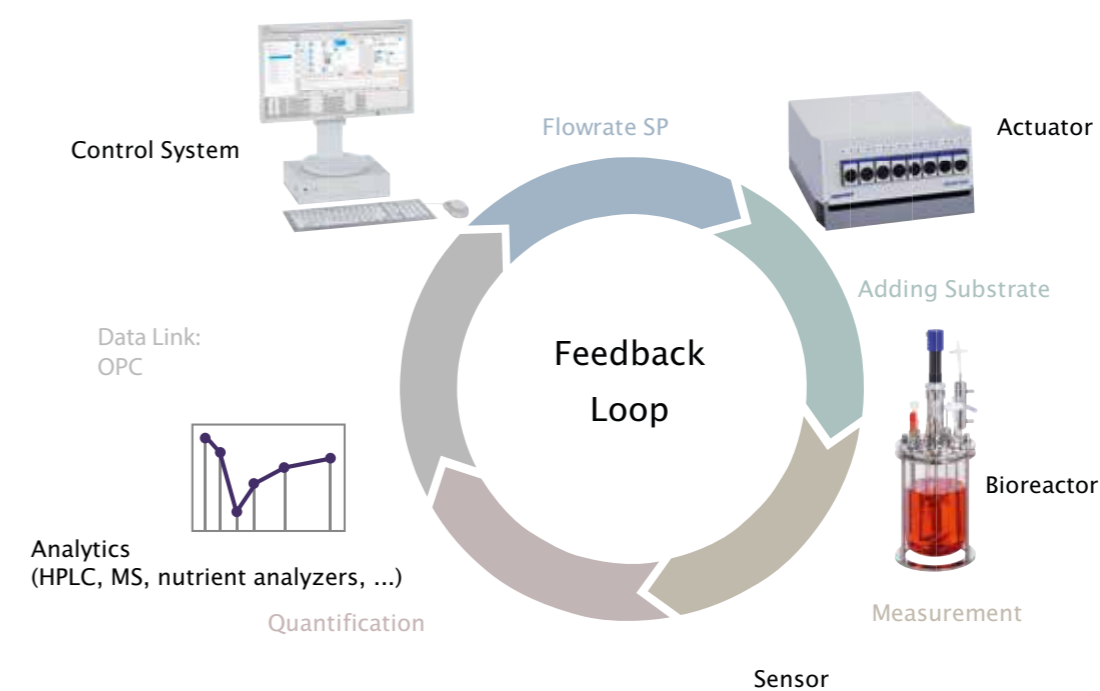 Flowrate SP
Actuator
Control System
Adding Substrate
Data Link:
OPC
Feedback
Loop
Bioreactor
Analytics
(HPLC, MS, nutrient analyzers, ...)
Quantification
Measurement
Sensor